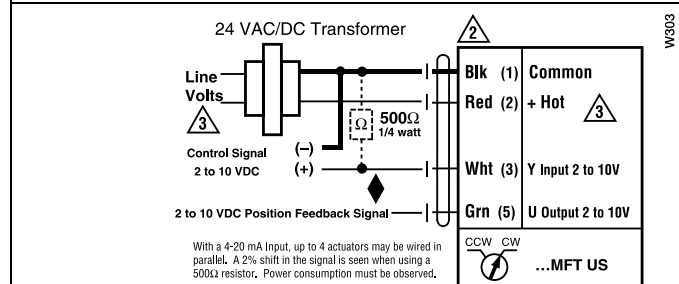 24 VAC/DC Transformer
W303
2
Line
Volts
3
Blk (1) Common
Red (2) + Hot
3
Ω 500Ω
1/4 watt
Control Signal (–)
2 to 10 VDC (+)
Wht (3) Y Input 2 to 10V
2 to 10 VDC Position Feedback Signal
Grn (5) U Output 2 to 10V
With a 4-20 mA Input, up to 4 actuators may be wired in
parallel. A 2% shift in the signal is seen when using a
500Ω resistor. Power consumption must be observed.
CCW CW
...MFT US